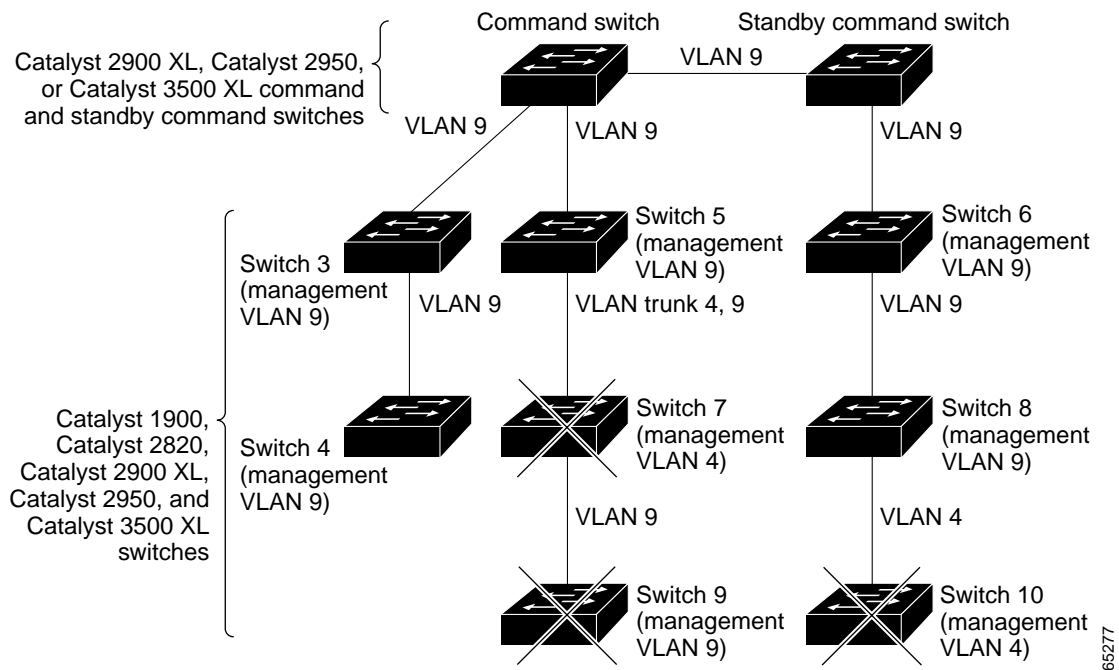 Command switch
Standby command switch
Catalyst 2900 XL, Catalyst 2950,
or Catalyst 3500 XL command
and standby command switches
VLAN 9
VLAN 9
VLAN 9
VLAN 9
Switch 3
(management
VLAN 9)
Switch 5
(management
VLAN 9)
Switch 6
(management
VLAN 9)
VLAN 9
VLAN trunk 4, 9
VLAN 9
Catalyst 1900,
Catalyst 2820,
Catalyst 2900 XL,
Catalyst 2950, and
Catalyst 3500 XL
switches
Switch 4
(management
VLAN 9)
Switch 7
(management
VLAN 4)
Switch 8
(management
VLAN 9)
VLAN 9
VLAN 4
Switch 9
(management
VLAN 9)
Switch 10
(management
VLAN 4)
65277